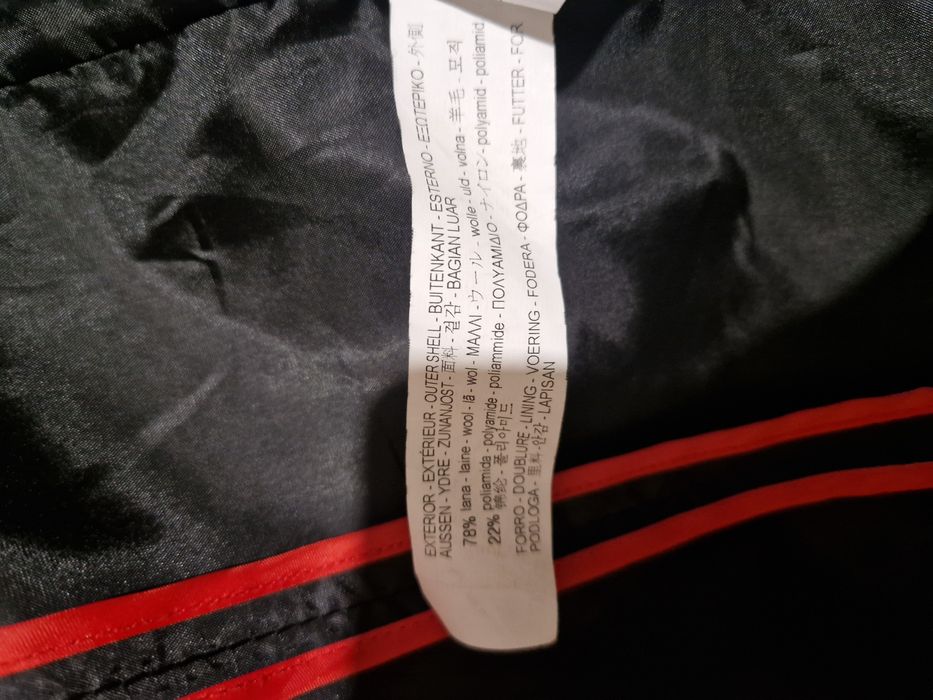 EXTERIOR - EXTÉRIEUR - OUTER SHELL - BUITENKANT - ESTERNO - ΕΞΩΤΕΡΙΚΟ - 外側
AUSSEN - YDRE - ZUNANJOST - 面料 - 겉감 - BAGIAN LUAR
78% lana - laine - wool - lã - wol - ΜΑΛΛΙ - ウール - wolle - uld - volna - 羊毛 - 모직
22% poliamida - polyamide - poliammide - ΠΟΛΥΑΜΙΔΙΟ - ナイロン - polyamid - poliamid
锦纶 - 폴리아미드
FORRO - DOUBLURE - LINING - VOERING - FODERA - ΦΟΔΡΑ - 裏地 - FUTTER - FOR
PODLOGA - 里料 - 안감 - LAPISAN